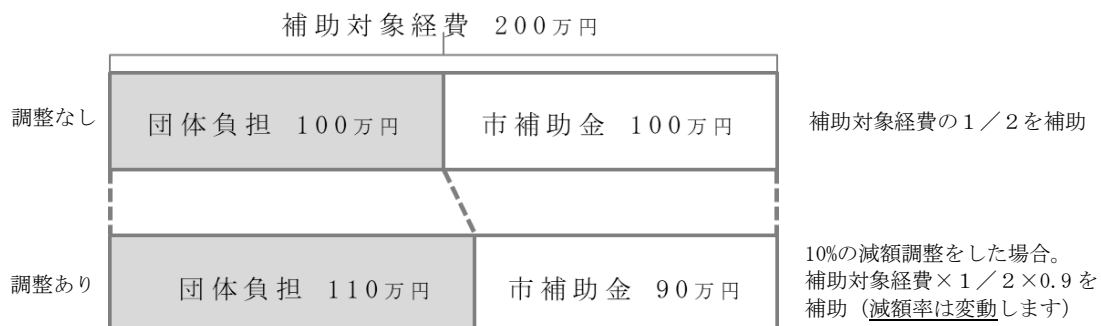 補助対象経費 200万円
調整なし
団体負担 100万円
市補助金 100万円
補助対象経費の１／２を補助
調整あり
団体負担 110万円
市補助金 90万円
10%の減額調整をした場合。
補助対象経費×１／２×0.9を
補助（減額率は変動します）